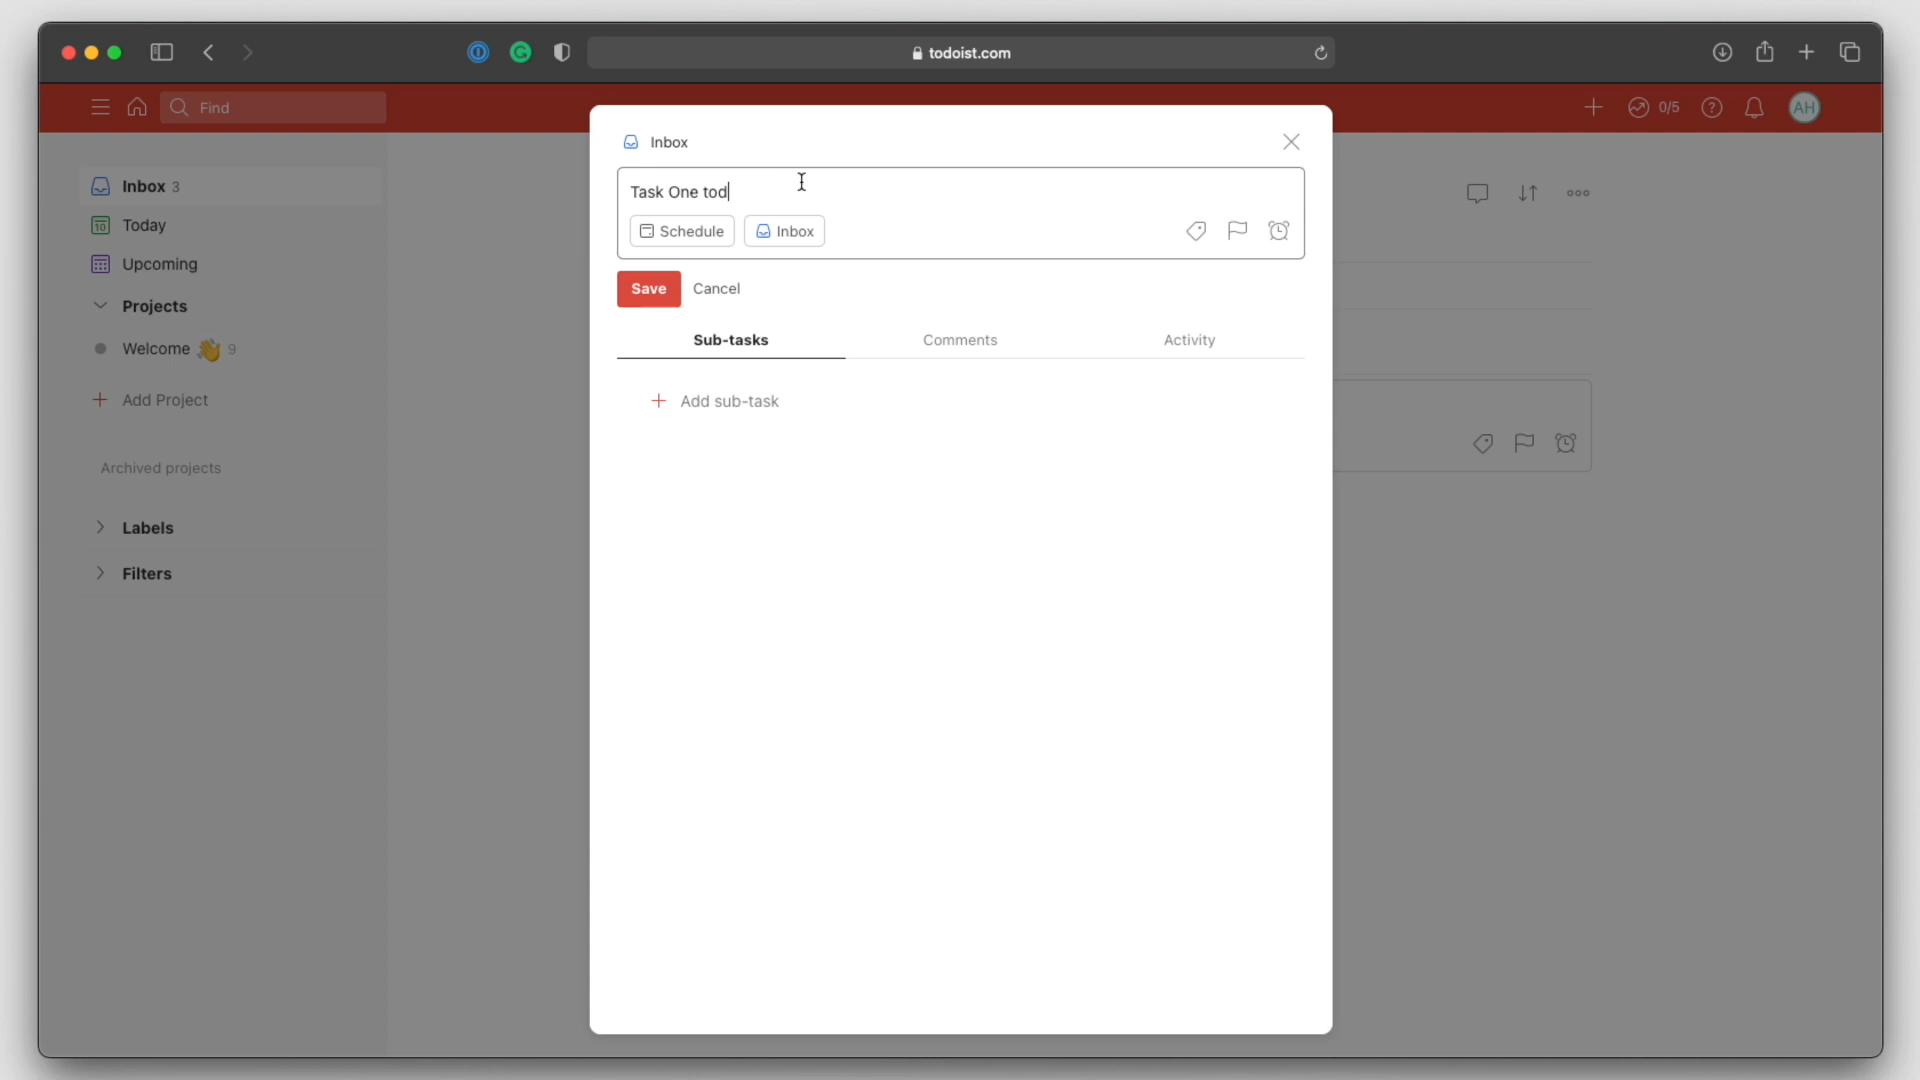 todoist.com
Find
0/5
AH
Inbox 3
10 Today
Upcoming
Projects
Welcome 👋 9
Add Project
Archived projects
Labels
Filters
Inbox
Task One tod
Schedule
Inbox
Save
Cancel
Sub-tasks
Comments
Activity
Add sub-task